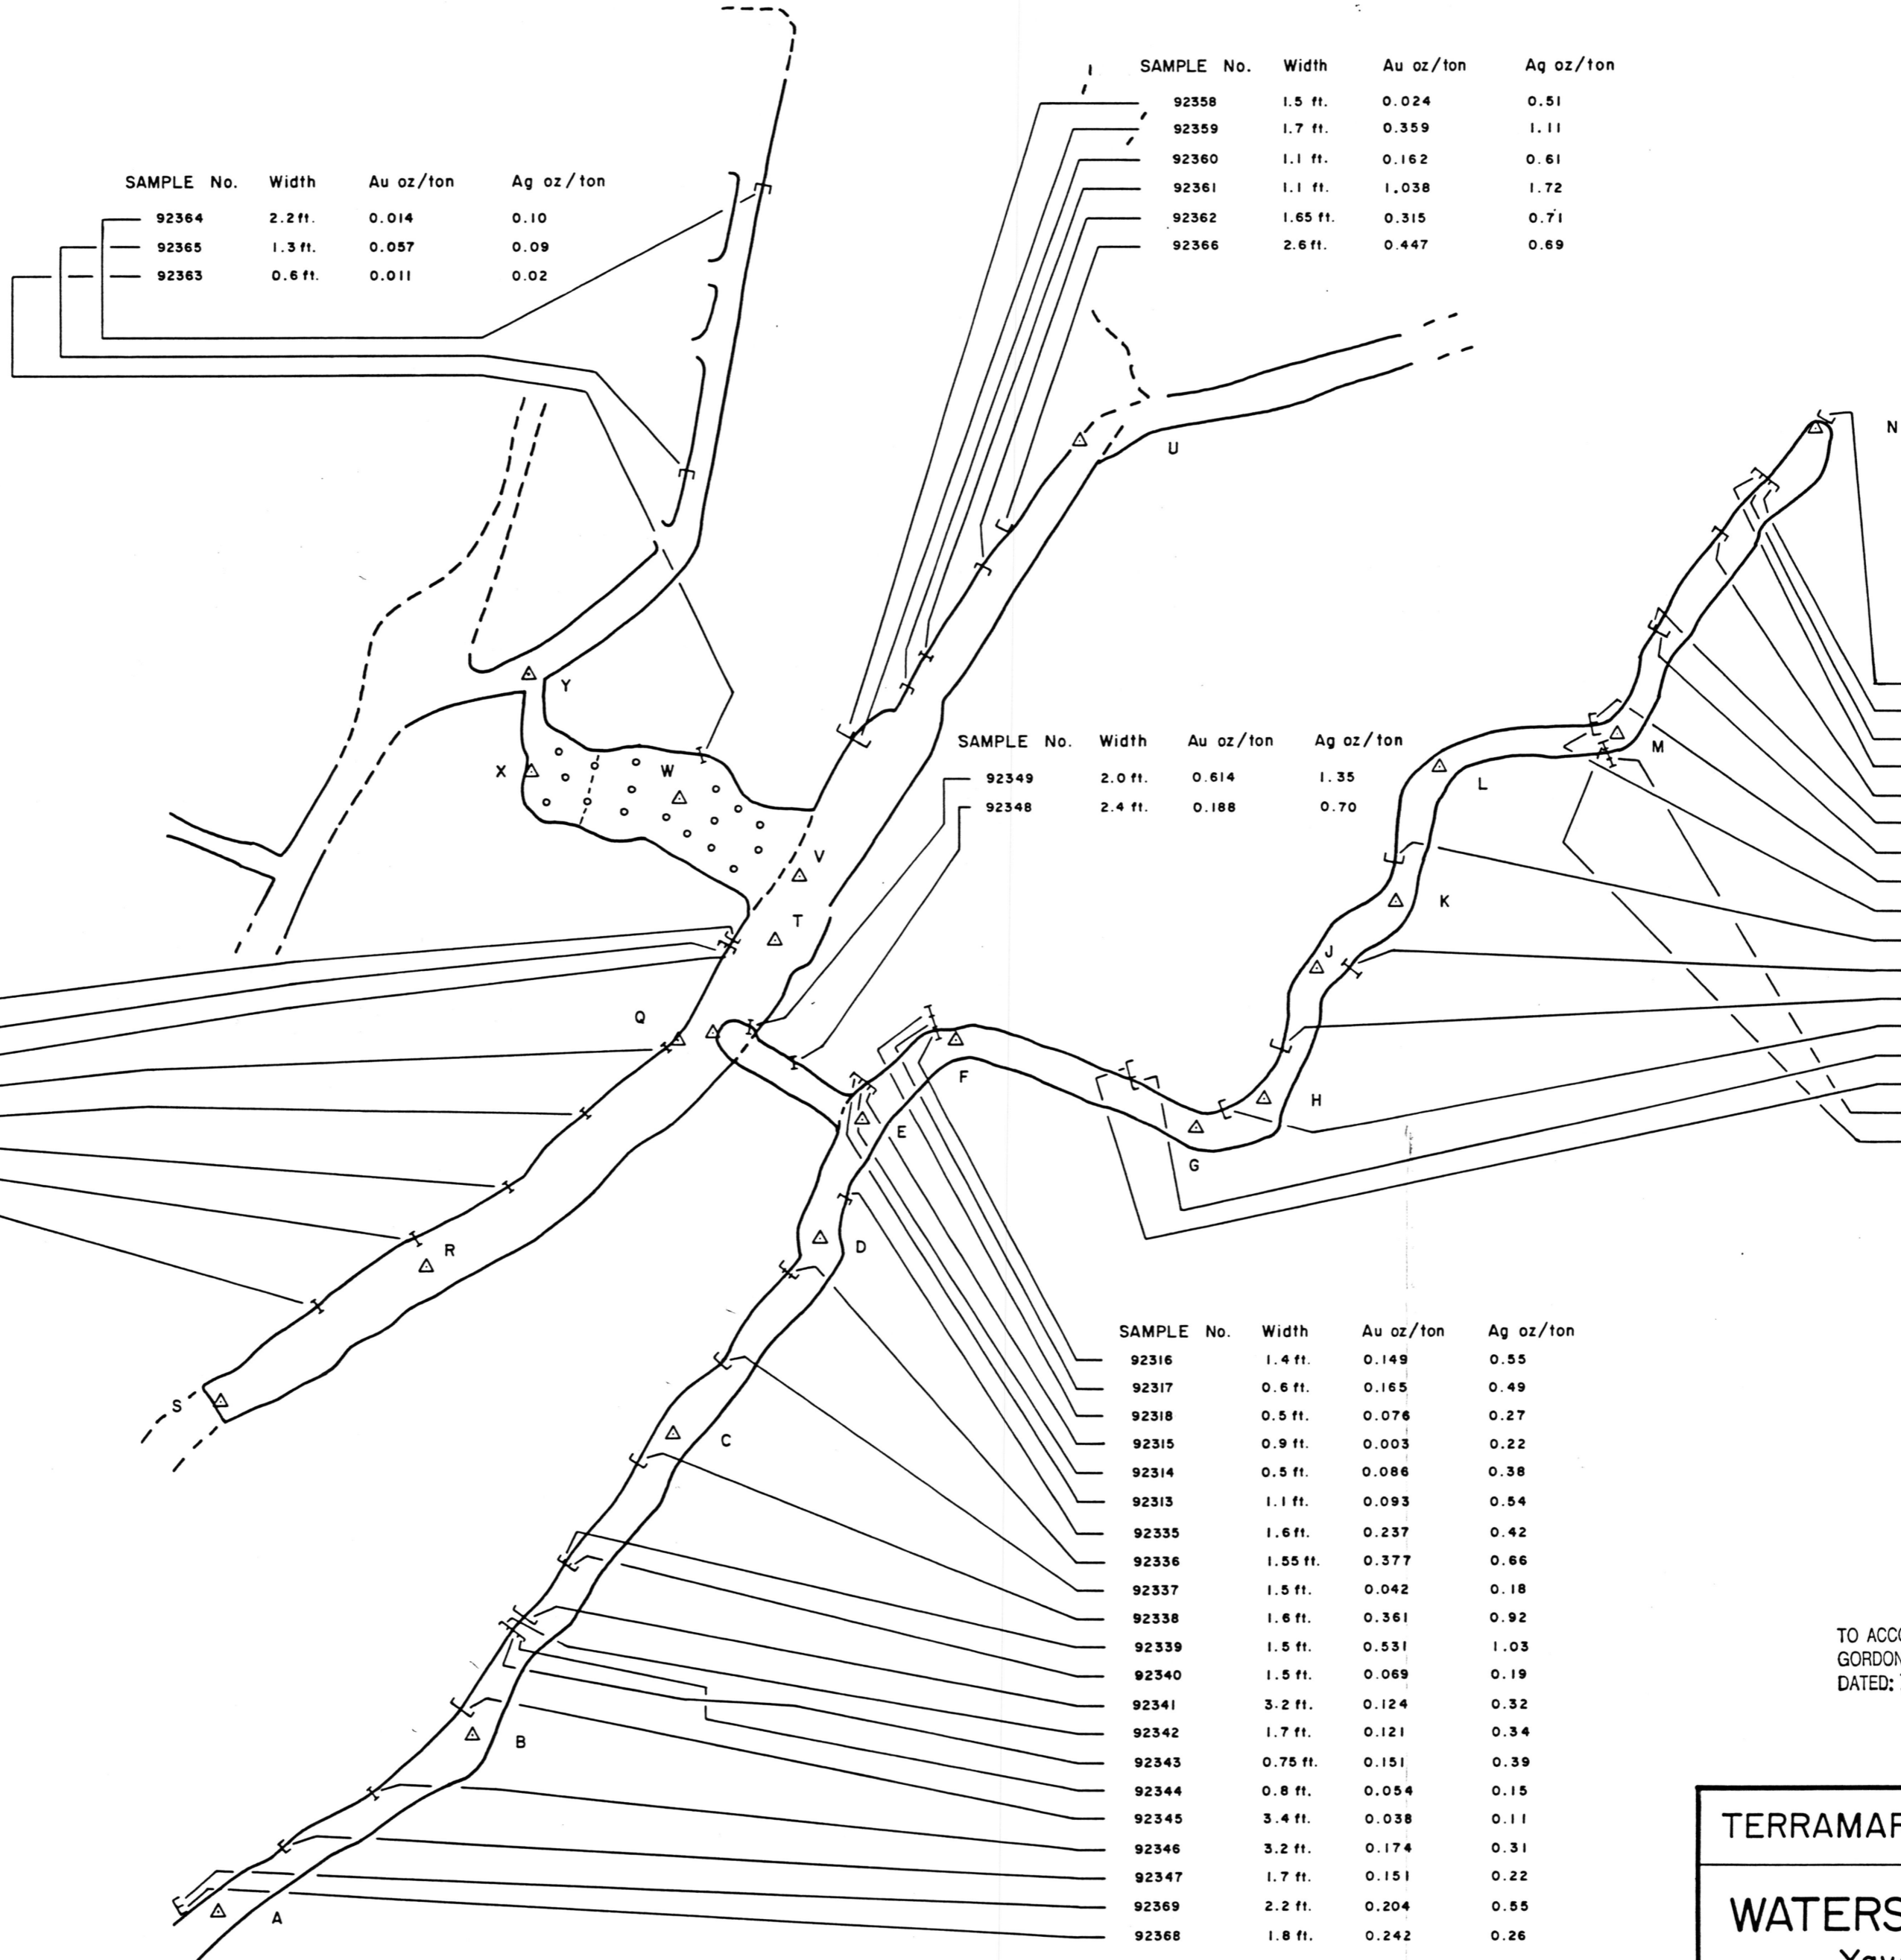 SAMPLE No. Width Au oz/ton Ag oz/ton
92358 1.5 ft. 0.024 0.51
92359 1.7 ft. 0.359 1.11
92360 1.1 ft. 0.162 0.61
92361 1.1 ft. 1.038 1.72
92362 1.65 ft. 0.315 0.71
92366 2.6 ft. 0.447 0.69
SAMPLE No. Width Au oz/ton Ag oz/ton
92364 2.2 ft. 0.014 0.10
92365 1.3 ft. 0.057 0.09
92363 0.6 ft. 0.011 0.02
U
N
Y
X
W
M
L
SAMPLE No. Width Au oz/ton Ag oz/ton
92349 2.0 ft. 0.614 1.35
92348 2.4 ft. 0.188 0.70
V
T
K
J
Q
F
H
E
G
D
R
S
C
B
A
SAMPLE No. Width Au oz/ton Ag oz/ton
92316 1.4 ft. 0.149 0.55
92317 0.6 ft. 0.165 0.49
92318 0.5 ft. 0.076 0.27
92315 0.9 ft. 0.003 0.22
92314 0.5 ft. 0.086 0.38
92313 1.1 ft. 0.093 0.54
92335 1.6 ft. 0.237 0.42
92336 1.55 ft. 0.377 0.66
92337 1.5 ft. 0.042 0.18
92338 1.6 ft. 0.361 0.92
92339 1.5 ft. 0.531 1.03
92340 1.5 ft. 0.069 0.19
92341 3.2 ft. 0.124 0.32
92342 1.7 ft. 0.121 0.34
92343 0.75 ft. 0.151 0.39
92344 0.8 ft. 0.054 0.15
92345 3.4 ft. 0.038 0.11
92346 3.2 ft. 0.174 0.31
92347 1.7 ft. 0.151 0.22
92369 2.2 ft. 0.204 0.55
92368 1.8 ft. 0.242 0.26
TO ACCO
GORDON
DATED:
TERRAMAR
WATERS